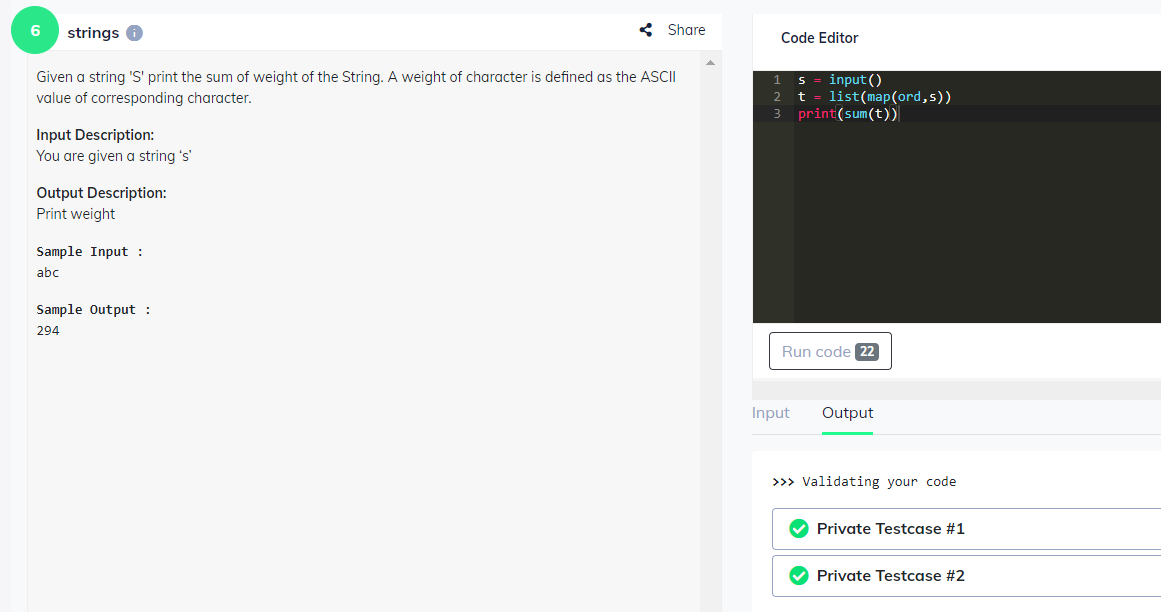 6
strings
Share
Given a string 'S' print the sum of weight of the String. A weight of character is defined as the ASCII
value of corresponding character.
Input Description:
You are given a string ‘s’
Output Description:
Print weight
Sample Input :
abc
Sample Output :
294
Code Editor
1 s = input()
2 t = list(map(ord,s))
3 print(sum(t))
Run code 22
Input Output
>>> Validating your code
Private Testcase #1
Private Testcase #2